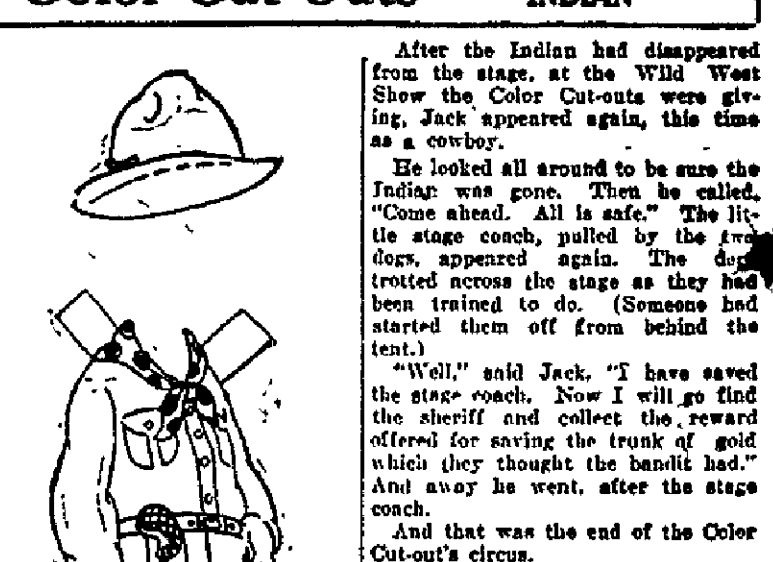 Color Cut-Outs
INDIAN
After the Indian had disappeared
from the stage, at the Wild West
Show the Color Cut-outs were giv-
ing, Jack appeared again, this time
as a cowboy.
He looked all around to be sure the
Indian was gone. Then he called,
"Come ahead. All is safe." The lit-
tle stage coach, pulled by the two
dogs, appeared again. The dogs
trotted across the stage as they had
been trained to do. (Someone had
started them off from behind the
tent.)
"Well," said Jack, "I have saved
the stage coach. Now I will go find
the sheriff and collect the reward
offered for saving the trunk of gold
which they thought the bandit had."
And away he went, after the stage
coach.
And that was the end of the Color
Cut-out's circus.